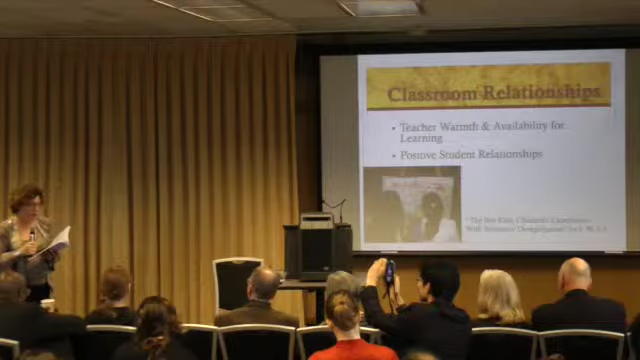 Classroom Relationships
• Teacher Warmth & Availability for
Learning
• Positive Student Relationships